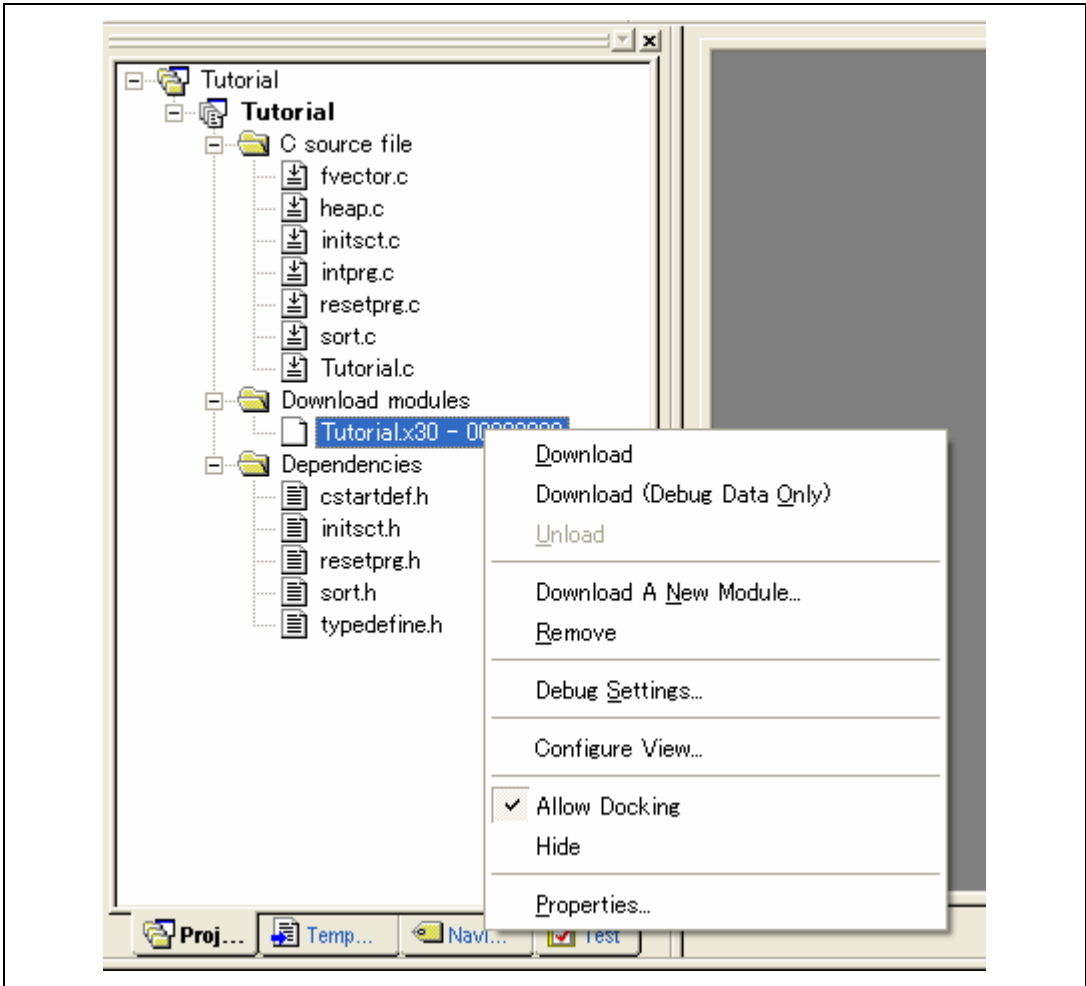 Tutorial
Tutorial
C source file
fvector.c
heap.c
initsct.c
intprg.c
resetprg.c
sort.c
Tutorial.c
Download modules
Tutorial.x30 - 00000000
Dependencies
cstartdef.h
initsct.h
resetprg.h
sort.h
typedefine.h
Download
Download (Debug Data Only)
Unload
Download A New Module...
Remove
Debug Settings...
Configure View...
Allow Docking
Hide
Properties...
Proj... Temp... Navi... Test